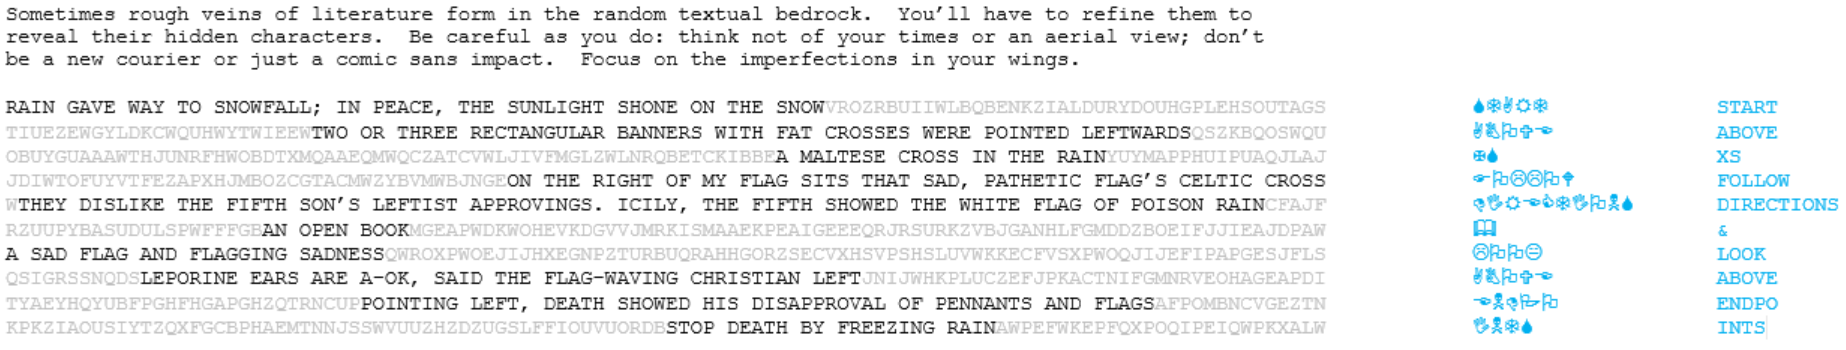 Sometimes rough veins of literature form in the random textual bedrock.  You’ll have to refine them to
reveal their hidden characters.  Be careful as you do: think not of your times or an aerial view; don’t
be a new courier or just a comic sans impact.  Focus on the imperfections in your wings.
RAIN GAVE WAY TO SNOWFALL; IN PEACE, THE SUNLIGHT SHONE ON THE SNOWVROZRBUIIWLBQBENKZIALDURYDOUHGPLEHSOUTAGS START
TIUEZEWGYLDKCWQUHWYTWIEEWTWO OR THREE RECTANGULAR BANNERS WITH FAT CROSSES WERE POINTED LEFTWARDSQSZKBQOSWQU ABOVE
OBUYGUAAAWTHJUNRFHWOBDTXMQAAEQMWQCZATCVWLJIVFMGLZWLNRQBETCKIBBEA MALTESE CROSS IN THE RAINYUYMAPPHUIPUAQJLAJ XS
JDIWTOFUYVTFEZAPXHJMBOZCGTACMWZYBVMWBJNGEON THE RIGHT OF MY FLAG SITS THAT SAD, PATHETIC FLAG’S CELTIC CROSS FOLLOW
WTHEY DISLIKE THE FIFTH SON’S LEFTIST APPROVINGS. ICILY, THE FIFTH SHOWED THE WHITE FLAG OF POISON RAINCFAJF DIRECTIONS
RZUUPYBASUDULSPWFFFGBAN OPEN BOOKMGEAPWDKWOHEVKDGVVJMRKISMAAEKPEAIGEEEQRJRSURKZVBJGANHLFGMDDZBOEIFJJIEAJDPAW &
A SAD FLAG AND FLAGGING SADNESSQWROXPWOEJIJHXEGNPZTURBUQRAHHGORZSECVXHSVPSHSLUVWKKECFVSXPWOQJIJEFIPAPGESJFLS LOOK
QSIGRSSNQDSLEPORINE EARS ARE A-OK, SAID THE FLAG-WAVING CHRISTIAN LEFTJNIJWHKPLUCZEFJPKACTNIFGMNRVEOHAGEAPDI ABOVE
TYAEYHQYUBFPGHFHGAPGHZQTRNCUPPOINTING LEFT, DEATH SHOWED HIS DISAPPROVAL OF PENNANTS AND FLAGSAFPOMBNCVGEZTN ENDPO
KPKZIAOUSIYTZQXFGCBPHAEMTNNJSSWVUUZHZDZUGSLFFIOUVUORDBSTOP DEATH BY FREEZING RAINAWPEFWKEPFQXPOQIPEIQWPKXALW INTS